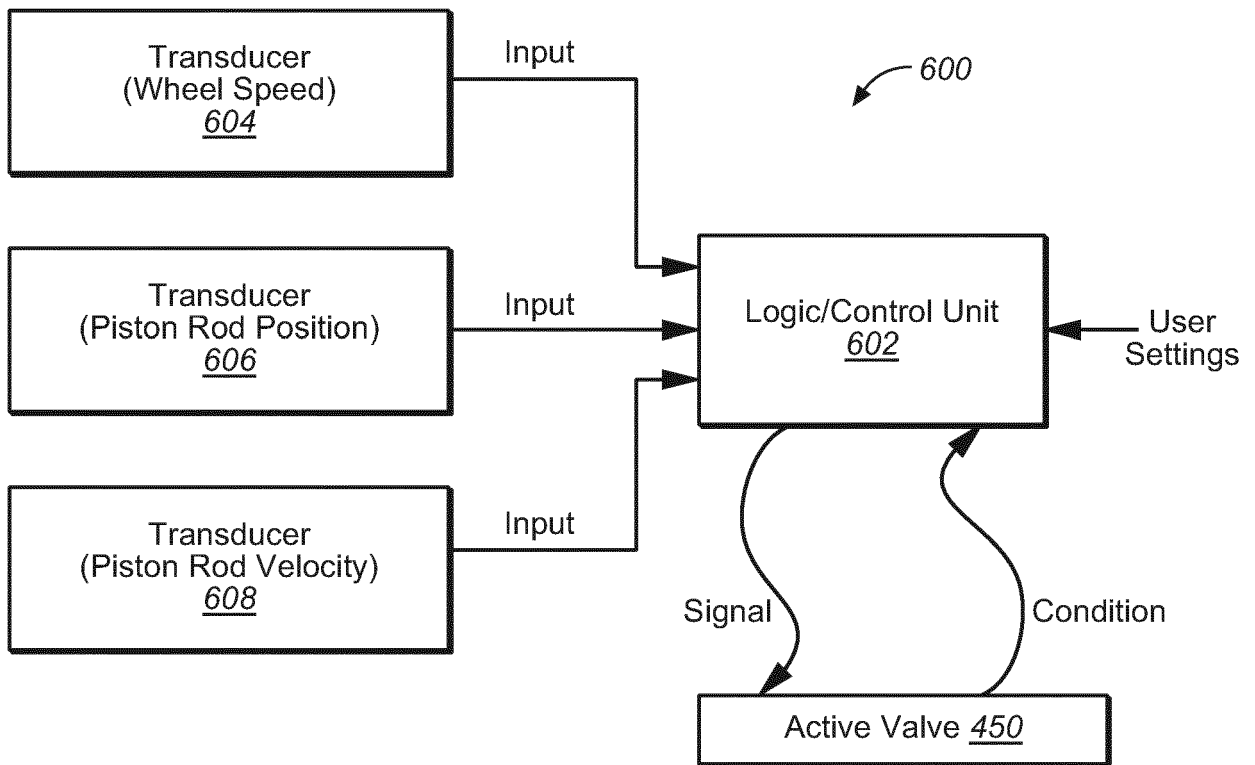 Transducer
(Wheel Speed)
604
Input
600
Transducer
(Piston Rod Position)
606
Input
Logic/Control Unit
602
User
Settings
Transducer
(Piston Rod Velocity)
608
Input
Signal
Condition
Active Valve 450